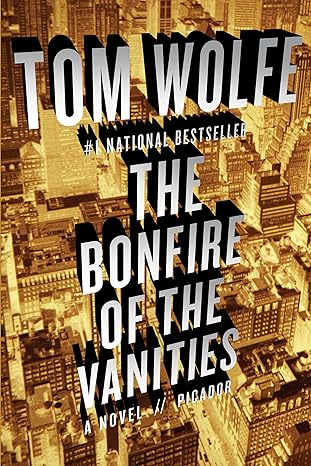 TOM WOLFE
#1 NATIONAL BESTSELLER
THE
BONFIRE
OF THE
VANITIES
A NOVEL // PICADOR